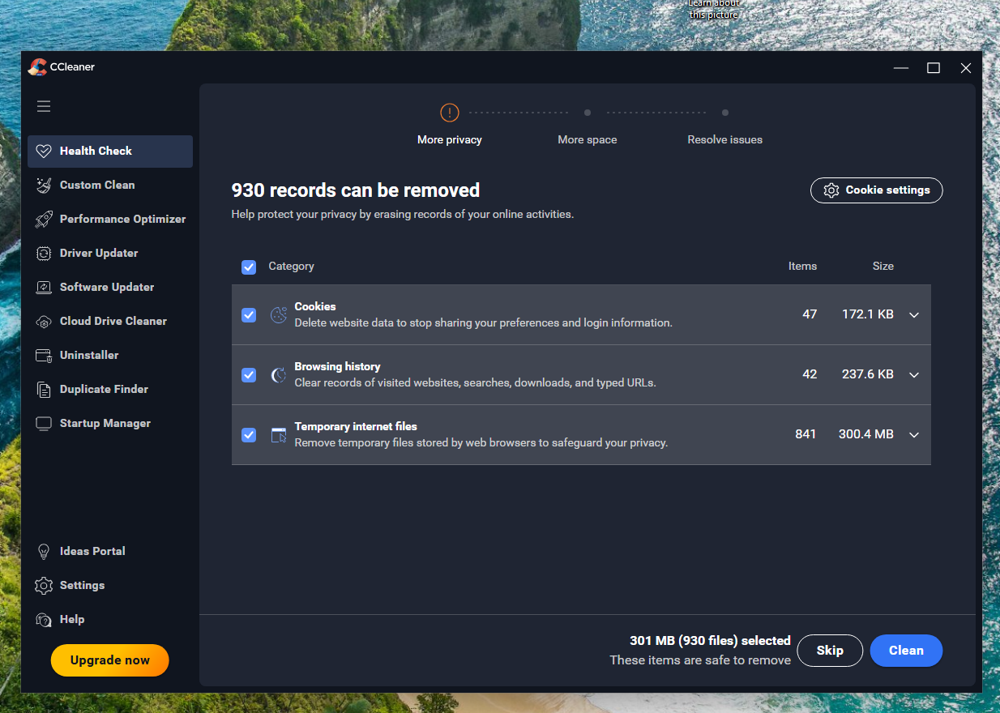 Learn about
this picture
CCleaner
Health Check
Custom Clean
Performance Optimizer
Driver Updater
Software Updater
Cloud Drive Cleaner
Uninstaller
Duplicate Finder
Startup Manager
Ideas Portal
Settings
Help
Upgrade now
More privacy
More space
Resolve issues
930 records can be removed
Cookie settings
Help protect your privacy by erasing records of your online activities.
Category Items Size
Cookies
Delete website data to stop sharing your preferences and login information.
47 172.1 KB
Browsing history
Clear records of visited websites, searches, downloads, and typed URLs.
42 237.6 KB
Temporary internet files
Remove temporary files stored by web browsers to safeguard your privacy.
841 300.4 MB
301 MB (930 files) selected
These items are safe to remove
Skip
Clean